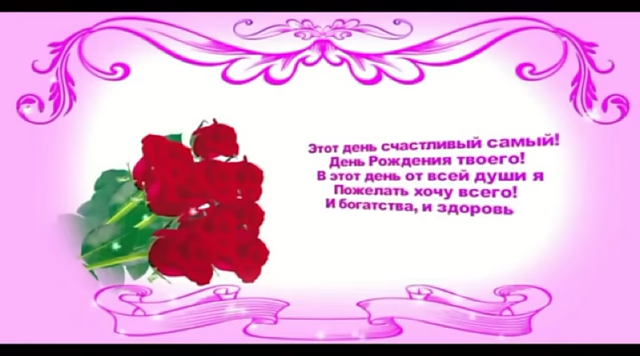 Этот день счастливый самый!
День Рождения твоего!
В этот день от всей души я
Пожелать хочу всего!
И богатства, и здоровь